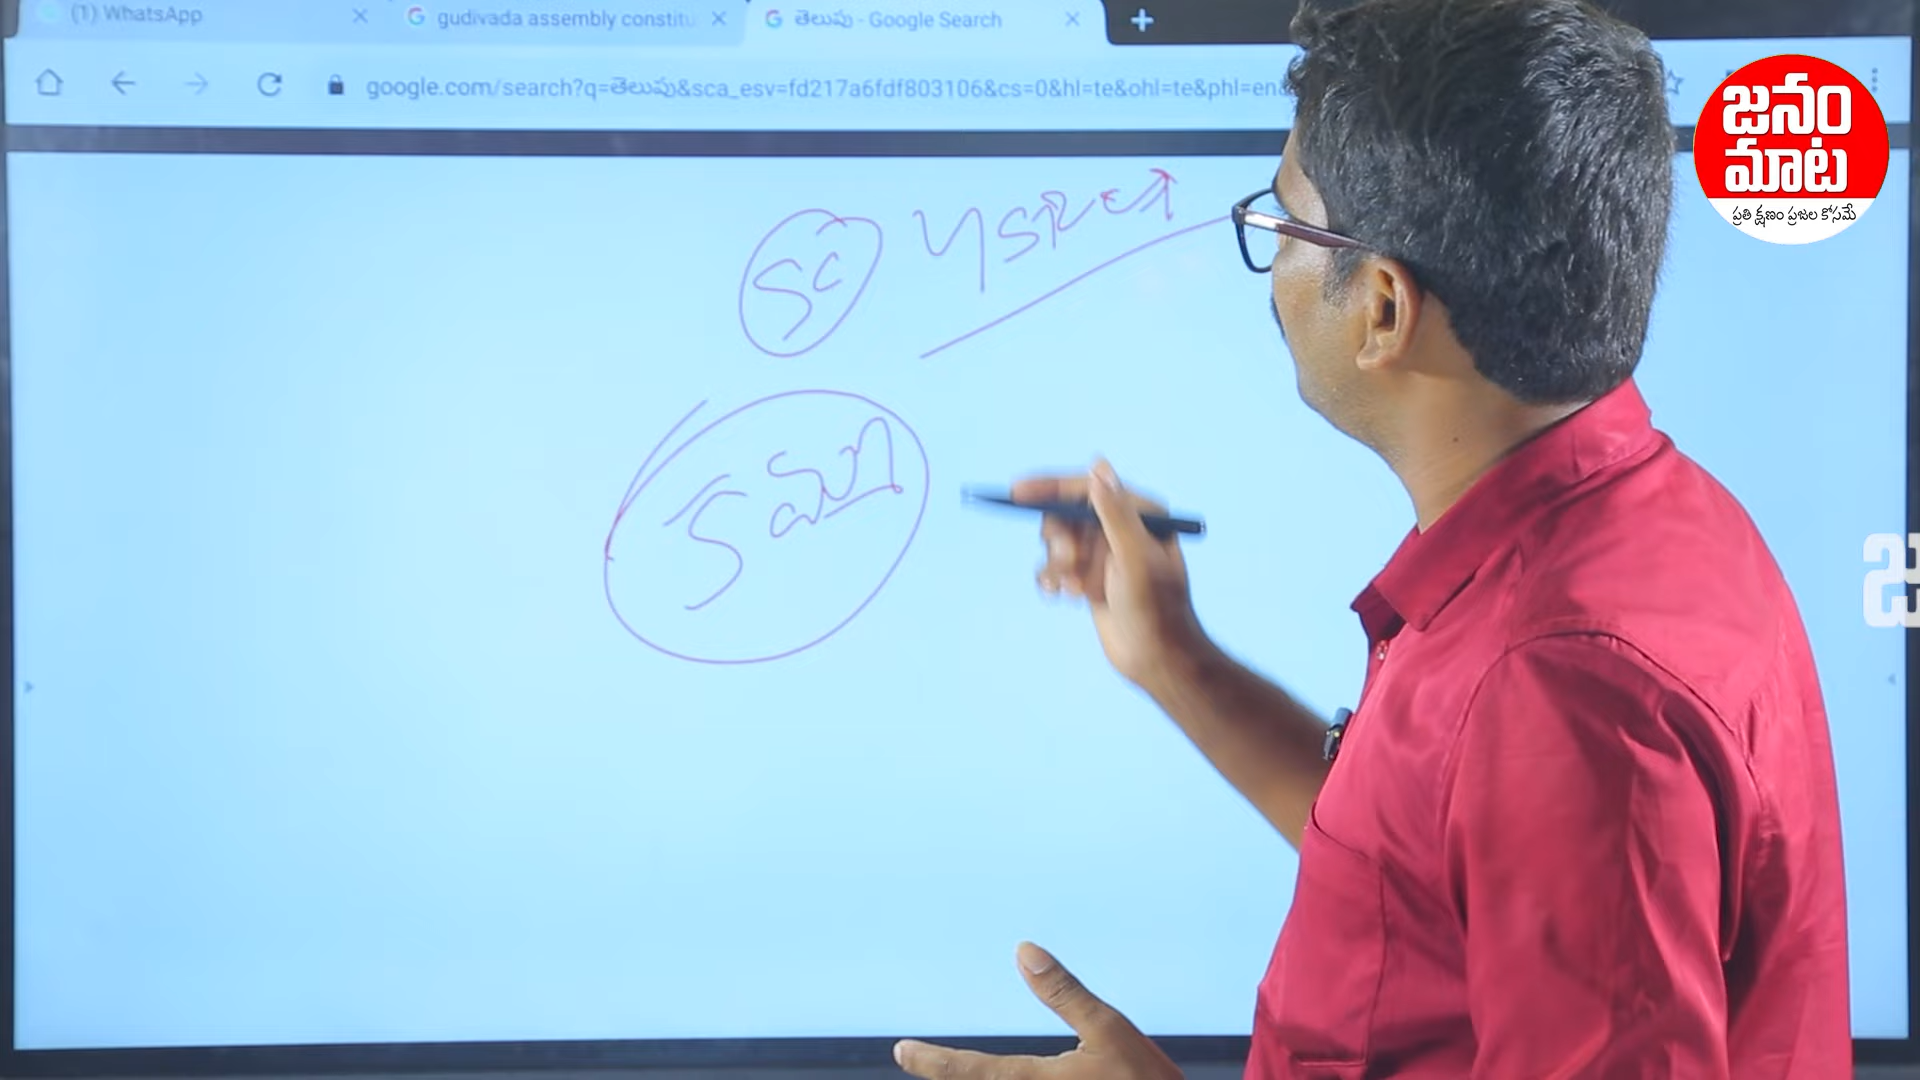 (1) WhatsApp
gudivada assembly constitu
తెలుపు - Google Search
google.com/search?q=తెలుపు&sca_esv=fd217a6fdf803106&cs=0&hl=te&ohl=te&phl=en&
జనం
మాట
ప్రతి క్షణం ప్రజల కోసమే
SC YSRCP
జ